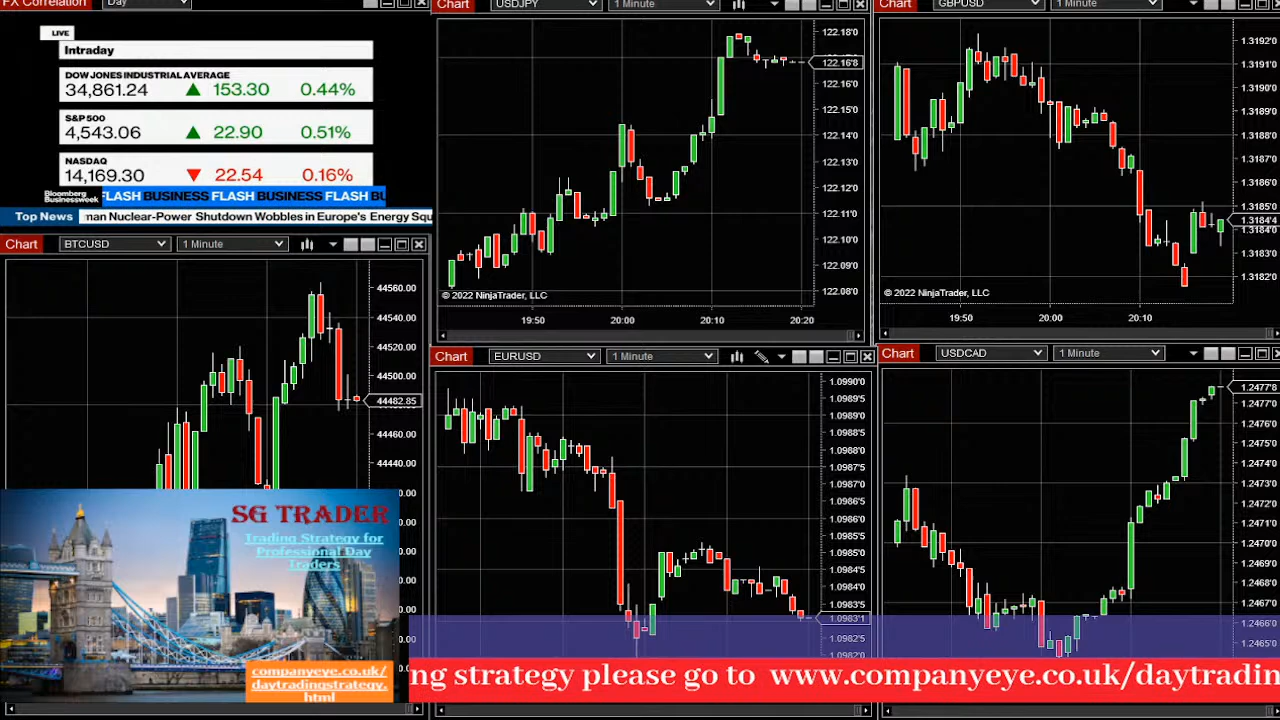 FX Correlation Day
LIVE
Intraday
DOW JONES INDUSTRIAL AVERAGE
34,861.24 ▲ 153.30 0.44%
S&P 500
4,543.06 ▲ 22.90 0.51%
NASDAQ
14,169.30 ▼ 22.54 0.16%
Bloomberg
Businessweek
FLASH BUSINESS FLASH BUSINESS FLASH BU
Top News man Nuclear-Power Shutdown Wobbles in Europe's Energy Squ
Chart USDJPY 1 Minute
122.18'0
122.16'8
122.16'0
122.15'0
122.14'0
122.13'0
122.12'0
122.11'0
122.10'0
122.09'0
122.08'0
© 2022 NinjaTrader, LLC
19:50 20:00 20:10 20:20
Chart GBPUSD 1 Minute
1.3192'0
1.3191'0
1.3190'0
1.3189'0
1.3188'0
1.3187'0
1.3186'0
1.3185'0
1.3184'4
1.3184'0
1.3183'0
1.3182'0
© 2022 NinjaTrader, LLC
19:50 20:00 20:10
Chart BTCUSD 1 Minute
44560.00
44540.00
44520.00
44500.00
44482.85
44460.00
44440.00
Chart EURUSD 1 Minute
1.0990'0
1.0989'5
1.0989'0
1.0988'5
1.0988'0
1.0987'5
1.0987'0
1.0986'5
1.0986'0
1.0985'5
1.0985'0
1.0984'5
1.0984'0
1.0983'5
1.0983'1
1.0982'5
1.0982'0
Chart USDCAD 1 Minute
1.2477'8
1.2477'0
1.2476'0
1.2475'0
1.2474'0
1.2473'0
1.2472'0
1.2471'0
1.2470'0
1.2469'0
1.2468'0
1.2467'0
1.2466'0
1.2465'0
SG TRADER
Trading Strategy for
Professional Day
Traders
companyeye.co.uk/
daytradingstrategy.
html
ng strategy please go to www.companyeye.co.uk/daytradin